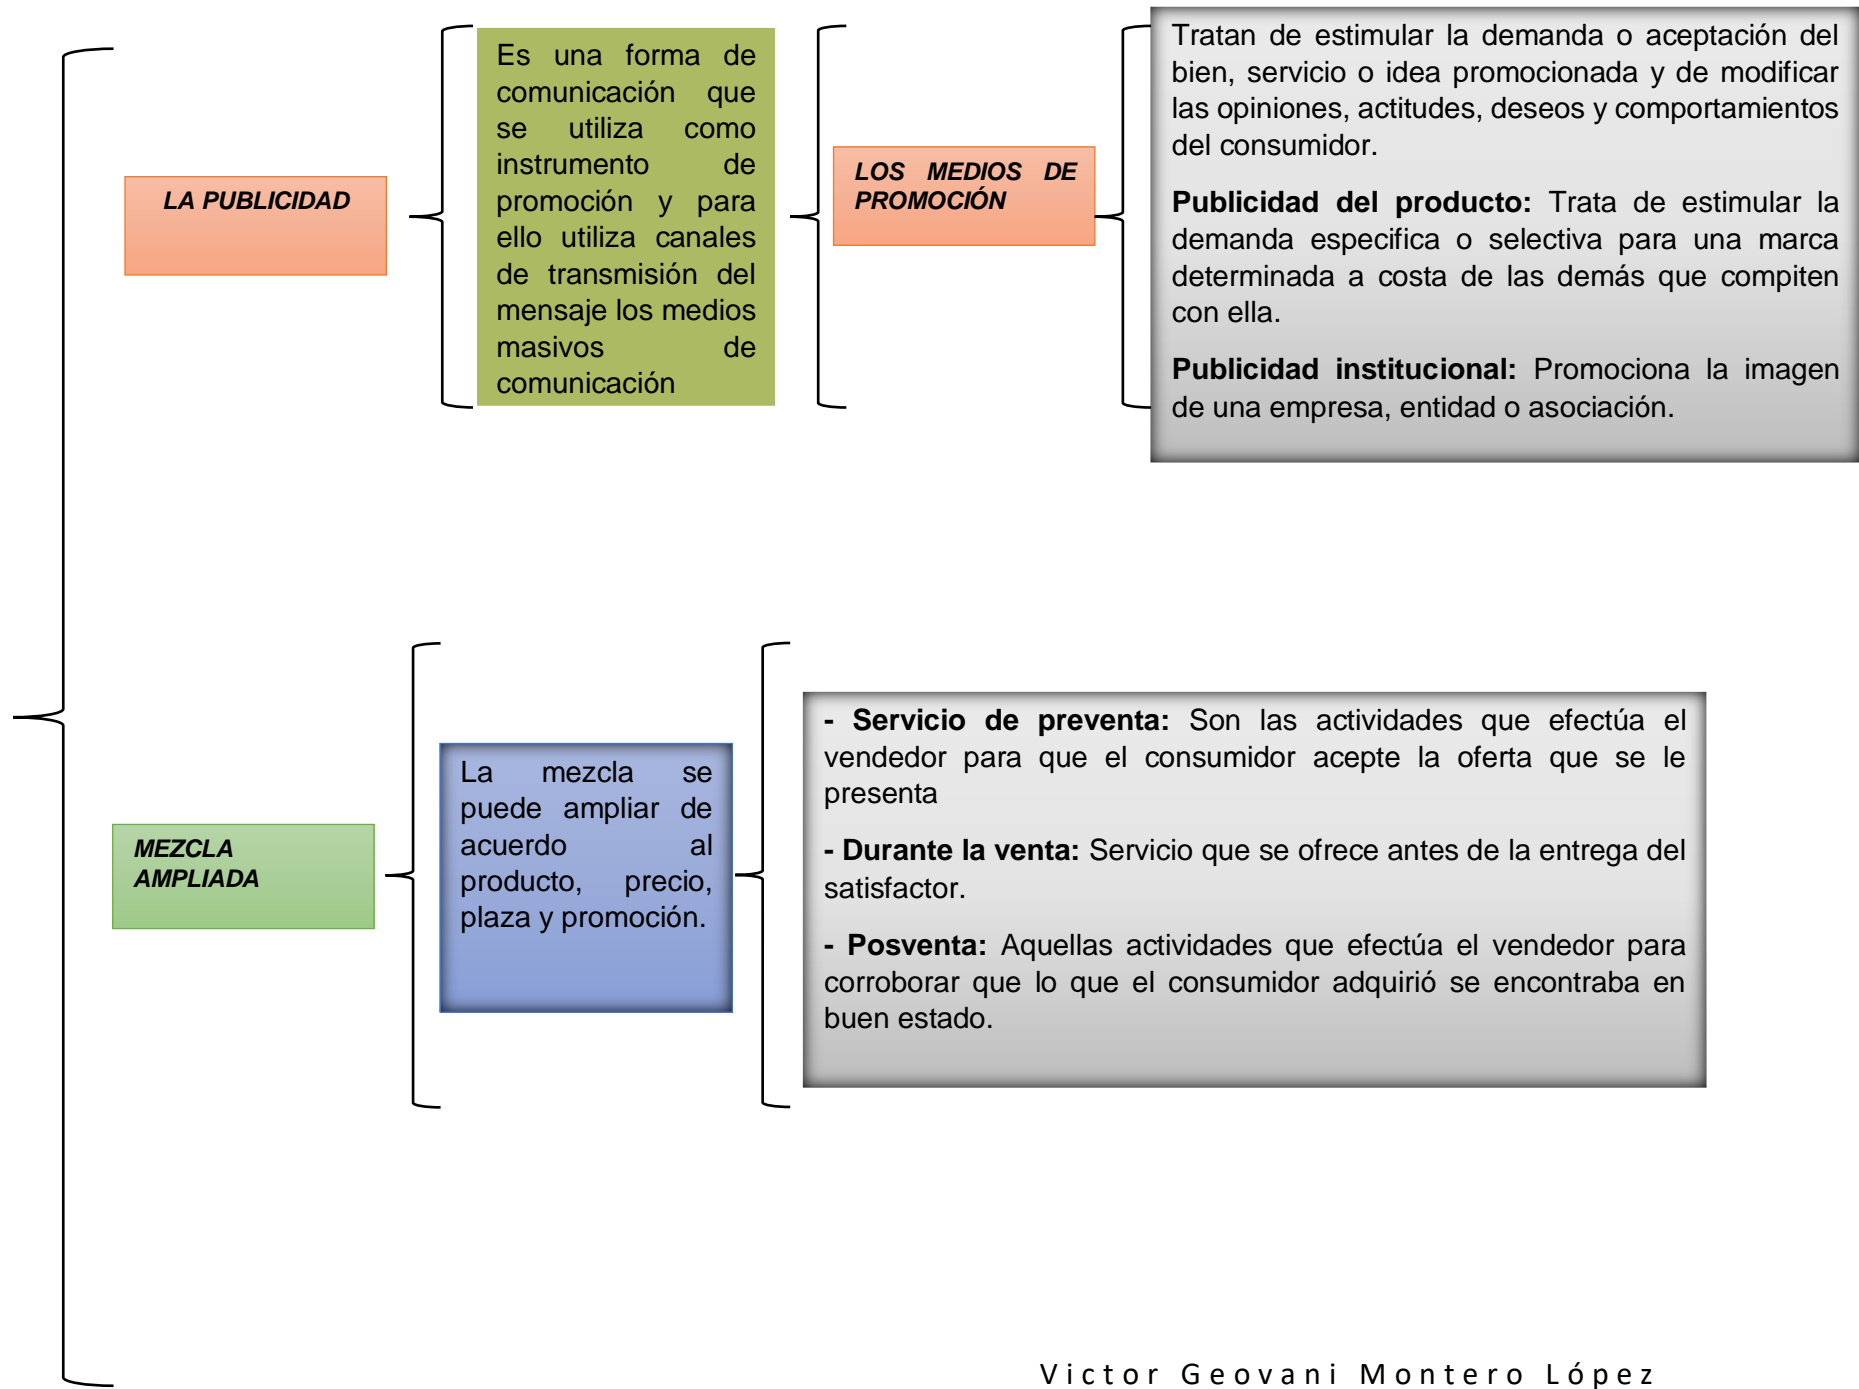 LA PUBLICIDAD
Es una forma de
comunicación que
se utiliza como
instrumento de
promoción y para
ello utiliza canales
de transmisión del
mensaje los medios
masivos de
comunicación
LOS MEDIOS DE
PROMOCIÓN
Tratan de estimular la demanda o aceptación del
bien, servicio o idea promocionada y de modificar
las opiniones, actitudes, deseos y comportamientos
del consumidor.
Publicidad del producto: Trata de estimular la
demanda especifica o selectiva para una marca
determinada a costa de las demás que compiten
con ella.
Publicidad institucional: Promociona la imagen
de una empresa, entidad o asociación.
MEZCLA
AMPLIADA
La mezcla se
puede ampliar de
acuerdo al
producto, precio,
plaza y promoción.
- Servicio de preventa: Son las actividades que efectúa el
vendedor para que el consumidor acepte la oferta que se le
presenta
- Durante la venta: Servicio que se ofrece antes de la entrega del
satisfactor.
- Posventa: Aquellas actividades que efectúa el vendedor para
corroborar que lo que el consumidor adquirió se encontraba en
buen estado.
Victor Geovani Montero López